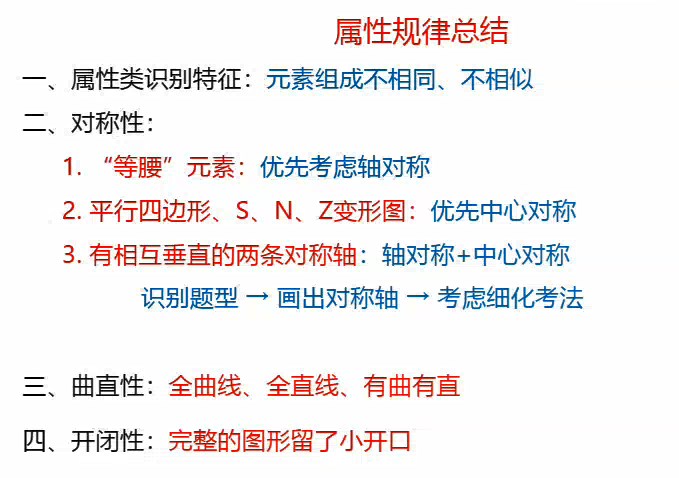 属性规律总结
一、属性类识别特征：元素组成不相同、不相似
二、对称性：
1. “等腰”元素：优先考虑轴对称
2. 平行四边形、S、N、Z变形图：优先中心对称
3. 有相互垂直的两条对称轴：轴对称+中心对称
识别题型 → 画出对称轴 → 考虑细化考法
三、曲直性：全曲线、全直线、有曲有直
四、开闭性：完整的图形留了小开口